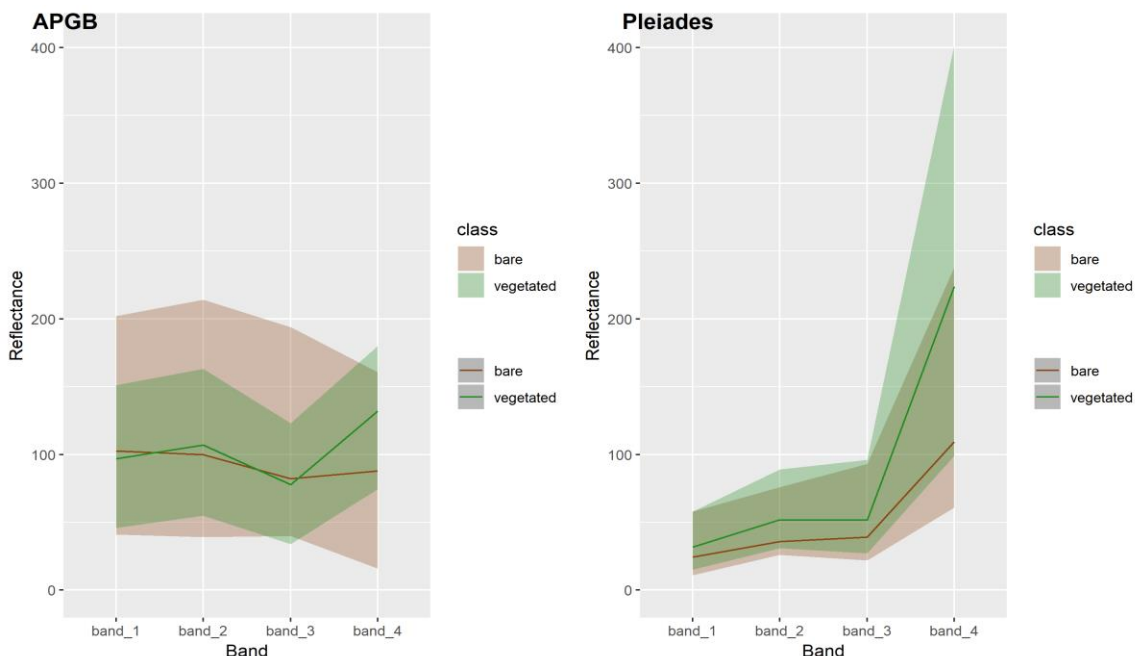 APGB
400
300
200
100
0
Reflectance
band_1 band_2 band_3 band_4
Band
class
bare
vegetated
bare
vegetated
Pleiades
400
300
200
100
0
Reflectance
band_1 band_2 band_3 band_4
Band
class
bare
vegetated
bare
vegetated